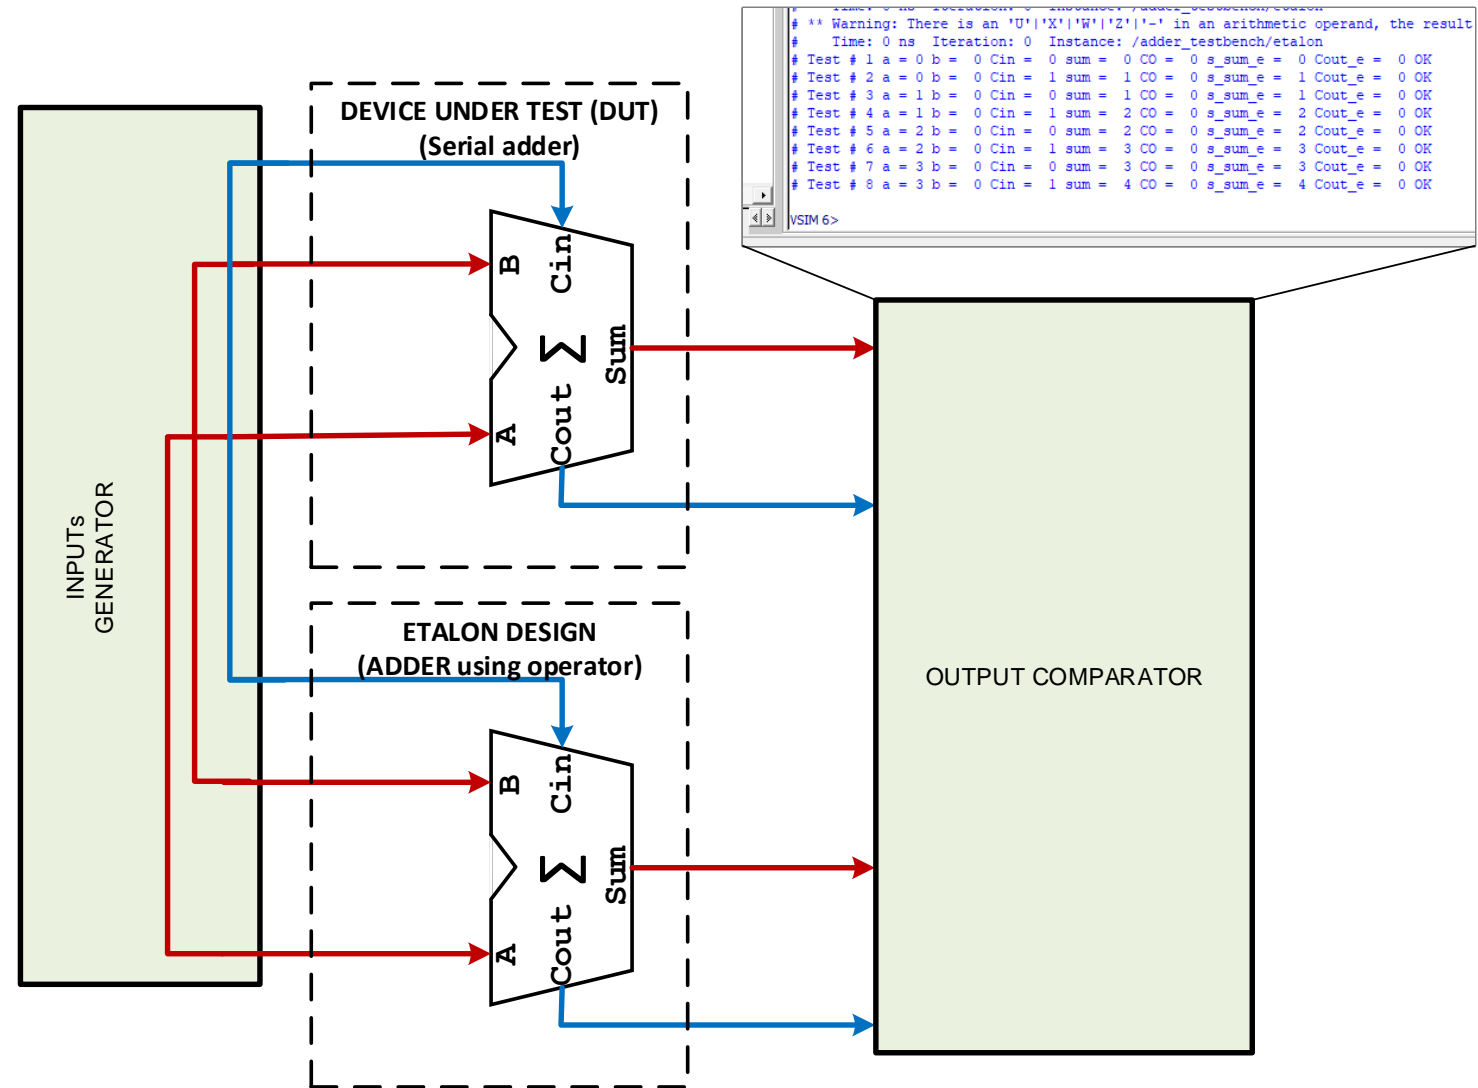 # Time: 0 ns Iteration: 0 Instance: /adder_testbench/etalon
# ** Warning: There is an 'U'|'X'|'W'|'Z'|'-' in an arithmetic operand, the result
# Time: 0 ns Iteration: 0 Instance: /adder_testbench/etalon
# Test # 1 a = 0 b = 0 Cin = 0 sum = 0 CO = 0 s_sum_e = 0 Cout_e = 0 OK
# Test # 2 a = 0 b = 0 Cin = 1 sum = 1 CO = 0 s_sum_e = 1 Cout_e = 0 OK
# Test # 3 a = 1 b = 0 Cin = 0 sum = 1 CO = 0 s_sum_e = 1 Cout_e = 0 OK
# Test # 4 a = 1 b = 0 Cin = 1 sum = 2 CO = 0 s_sum_e = 2 Cout_e = 0 OK
# Test # 5 a = 2 b = 0 Cin = 0 sum = 2 CO = 0 s_sum_e = 2 Cout_e = 0 OK
# Test # 6 a = 2 b = 0 Cin = 1 sum = 3 CO = 0 s_sum_e = 3 Cout_e = 0 OK
# Test # 7 a = 3 b = 0 Cin = 0 sum = 3 CO = 0 s_sum_e = 3 Cout_e = 0 OK
# Test # 8 a = 3 b = 0 Cin = 1 sum = 4 CO = 0 s_sum_e = 4 Cout_e = 0 OK
VSIM 6>
DEVICE UNDER TEST (DUT)
(Serial adder)
B
Cin
Σ
Sum
A
Cout
INPUTs
GENERATOR
ETALON DESIGN
(ADDER using operator)
B
Cin
Σ
Sum
A
Cout
OUTPUT COMPARATOR